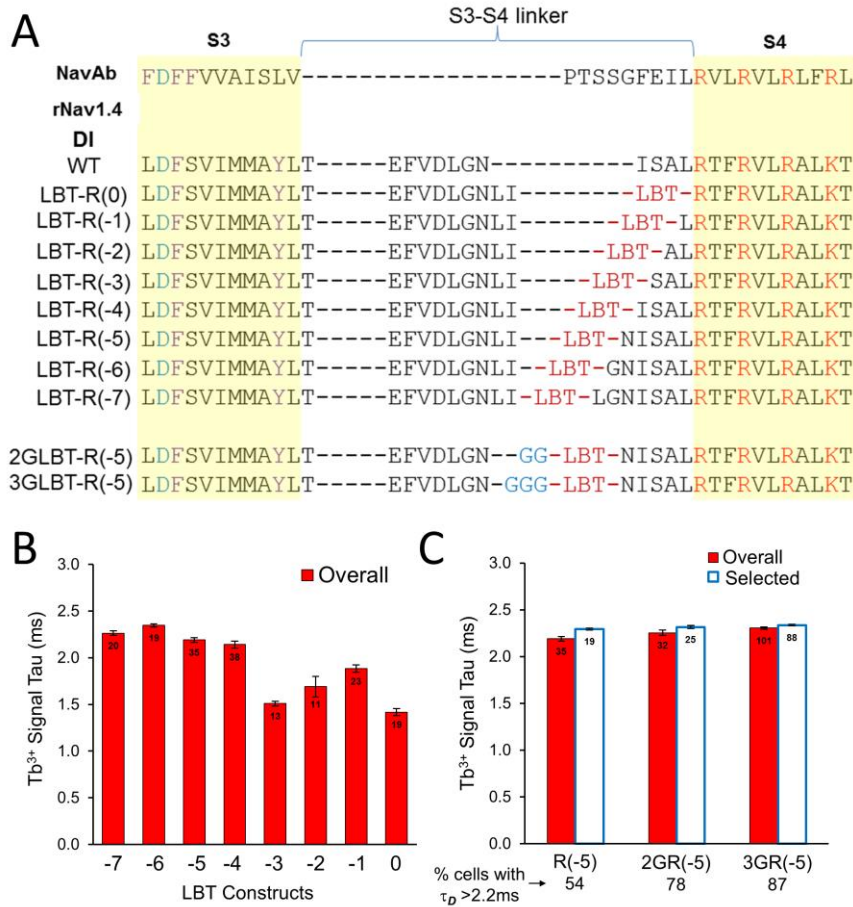 A
S3-S4 linker
S3 S4
NavAb FDFFVVAISLV------------------PTSSGFEILRVLRVLRLFRL
rNav1.4
DI
WT LDFSVIMMAYLT-----EFVDLGN----------ISALRTFRVLRALKT
LBT-R(0) LDFSVIMMAYLT-----EFVDLGNLI--------LBT-RTFRVLRALKT
LBT-R(-1) LDFSVIMMAYLT-----EFVDLGNLI-------LBT-LRTFRVLRALKT
LBT-R(-2) LDFSVIMMAYLT-----EFVDLGNLI------LBT-ALRTFRVLRALKT
LBT-R(-3) LDFSVIMMAYLT-----EFVDLGNLI-----LBT-SALRTFRVLRALKT
LBT-R(-4) LDFSVIMMAYLT-----EFVDLGNLI----LBT-ISALRTFRVLRALKT
LBT-R(-5) LDFSVIMMAYLT-----EFVDLGNLI---LBT-NISALRTFRVLRALKT
LBT-R(-6) LDFSVIMMAYLT-----EFVDLGNLI--LBT-GNISALRTFRVLRALKT
LBT-R(-7) LDFSVIMMAYLT-----EFVDLGNLI-LBT-LGNISALRTFRVLRALKT
2GLBT-R(-5) LDFSVIMMAYLT-----EFVDLGN--GG-LBT-NISALRTFRVLRALKT
3GLBT-R(-5) LDFSVIMMAYLT-----EFVDLGN-GGG-LBT-NISALRTFRVLRALKT
B
Tb³⁺ Signal Tau (ms)
3.0
2.5
2.0
1.5
1.0
0.5
0.0
Overall
20 19 35 38 13 11 23 19
-7 -6 -5 -4 -3 -2 -1 0
LBT Constructs
C
Tb³⁺ Signal Tau (ms)
3.0
2.5
2.0
1.5
1.0
0.5
0.0
Overall
Selected
35 19 32 25 101 88
R(-5) 2GR(-5) 3GR(-5)
% cells with
τD >2.2ms → 54 78 87